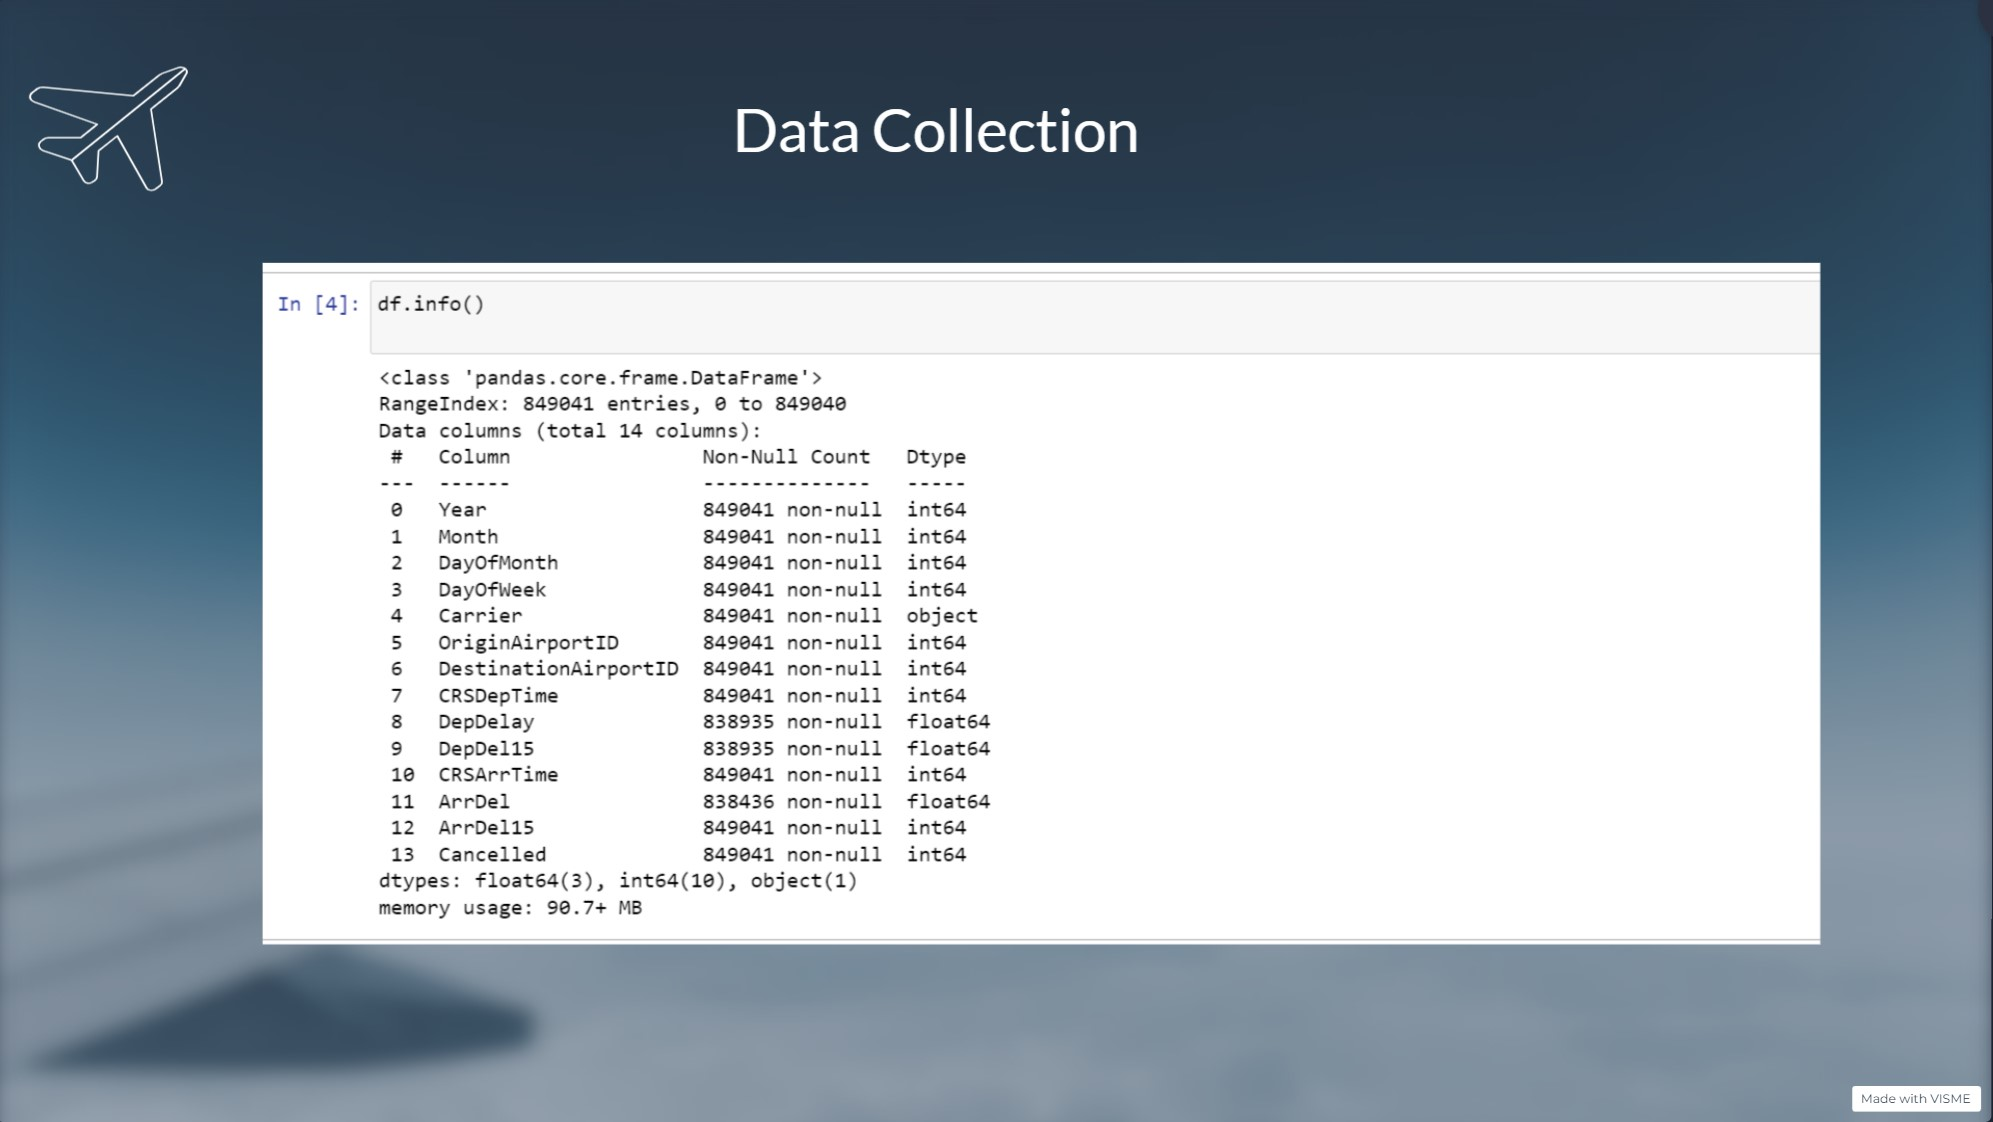 Data Collection
In [4]: df.info()
<class 'pandas.core.frame.DataFrame'>
RangeIndex: 849041 entries, 0 to 849040
Data columns (total 14 columns):
# Column Non-Null Count Dtype
--- ------ -------------- -----
0 Year 849041 non-null int64
1 Month 849041 non-null int64
2 DayOfMonth 849041 non-null int64
3 DayOfWeek 849041 non-null int64
4 Carrier 849041 non-null object
5 OriginAirportID 849041 non-null int64
6 DestinationAirportID 849041 non-null int64
7 CRSDepTime 849041 non-null int64
8 DepDelay 838935 non-null float64
9 DepDel15 838935 non-null float64
10 CRSArrTime 849041 non-null int64
11 ArrDel 838436 non-null float64
12 ArrDel15 849041 non-null int64
13 Cancelled 849041 non-null int64
dtypes: float64(3), int64(10), object(1)
memory usage: 90.7+ MB
Made with VISME